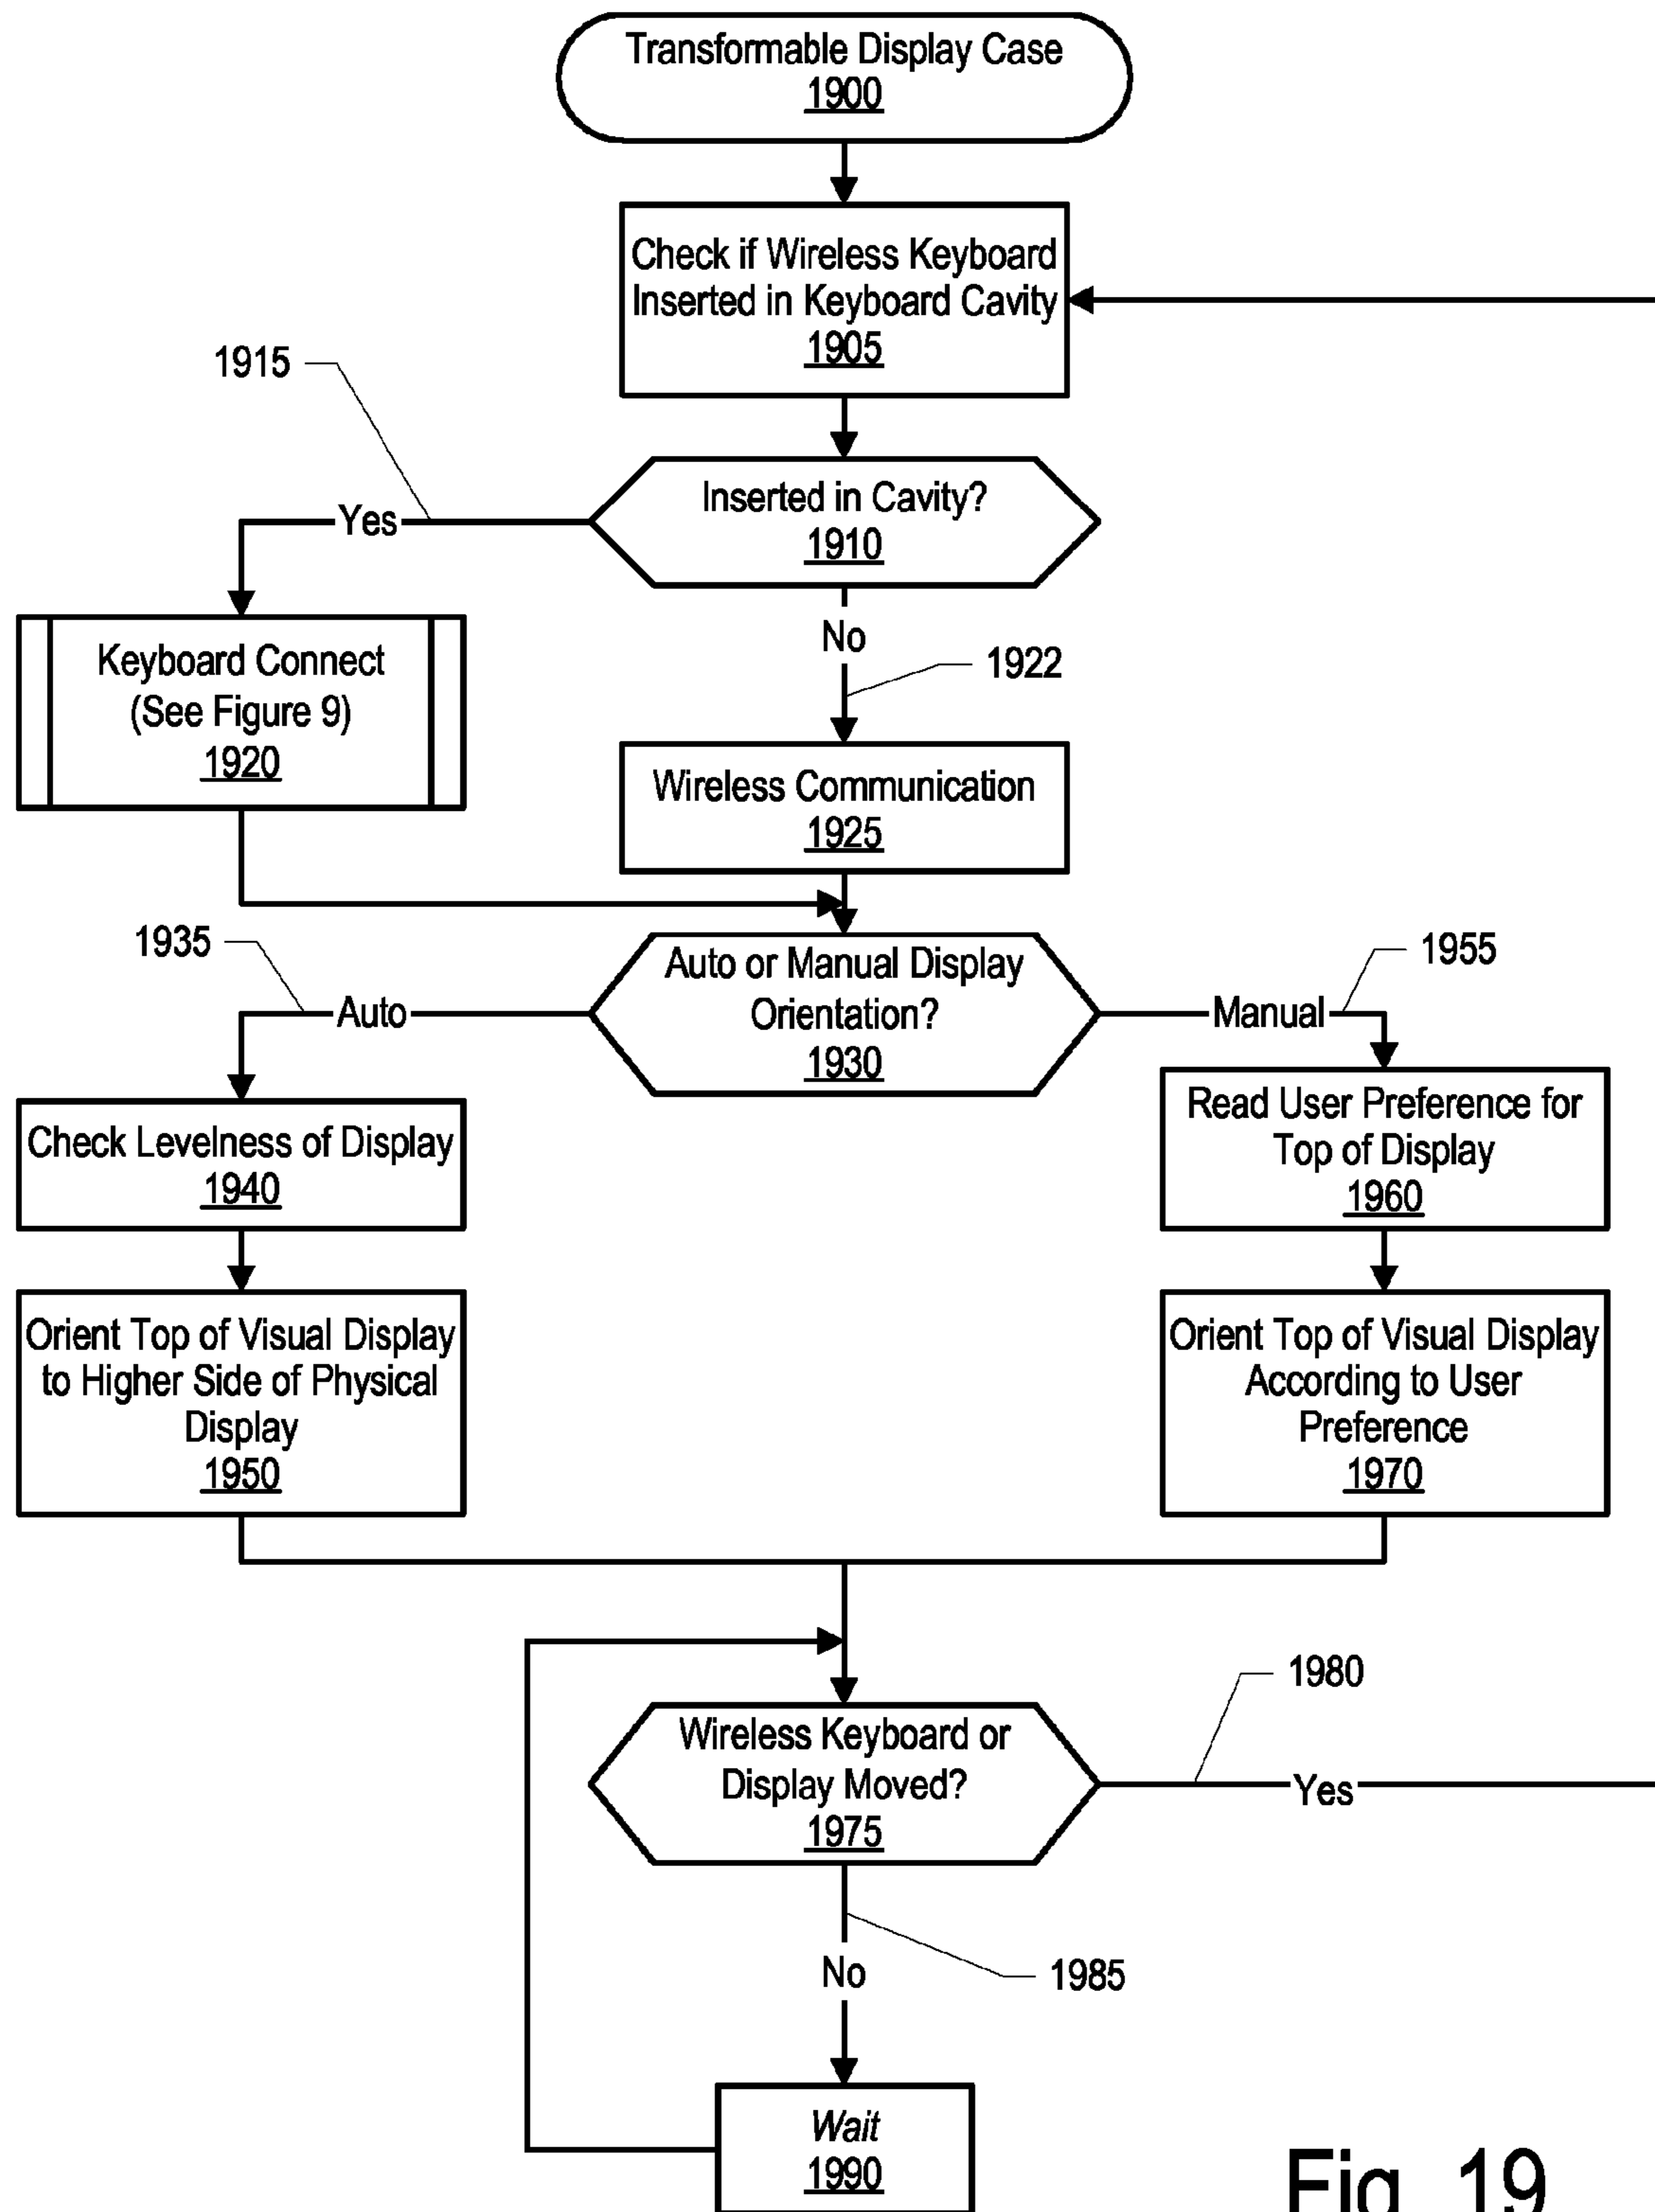 Transformable Display Case
1900
Check if Wireless Keyboard
Inserted in Keyboard Cavity
1905
1915
Inserted in Cavity?
1910
Yes
No
1922
Keyboard Connect
(See Figure 9)
1920
Wireless Communication
1925
1935
1955
Auto or Manual Display
Orientation?
1930
Auto
Manual
Check Levelness of Display
1940
Read User Preference for
Top of Display
1960
Orient Top of Visual Display
to Higher Side of Physical
Display
1950
Orient Top of Visual Display
According to User
Preference
1970
1980
Wireless Keyboard or
Display Moved?
1975
Yes
No
1985
Wait
1990
Fig. 19